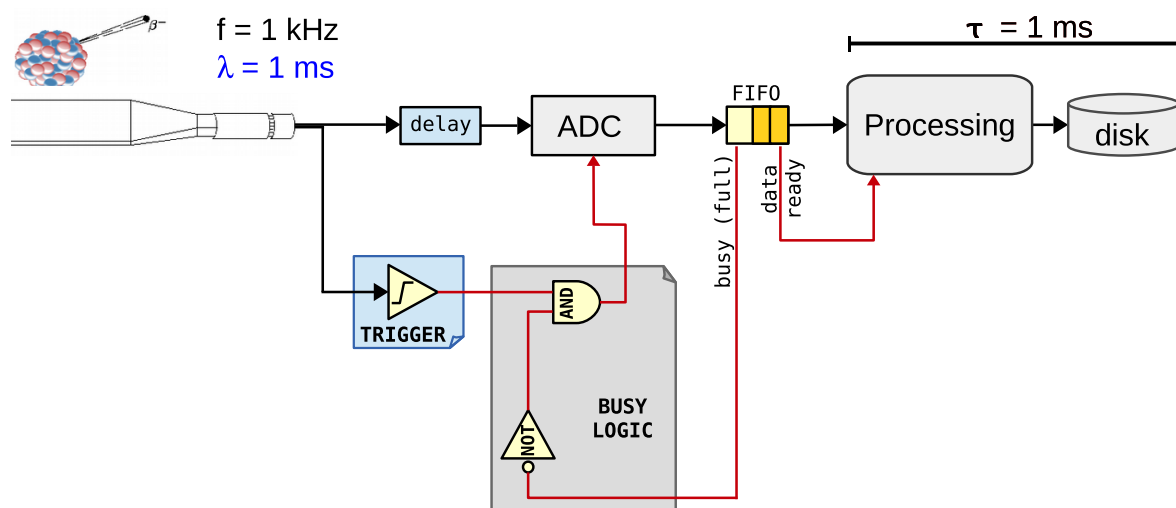 β⁻
f = 1 kHz
λ = 1 ms
τ = 1 ms
delay
ADC
FIFO
Processing
disk
busy (full)
data
ready
TRIGGER
AND
NOT
BUSY
LOGIC